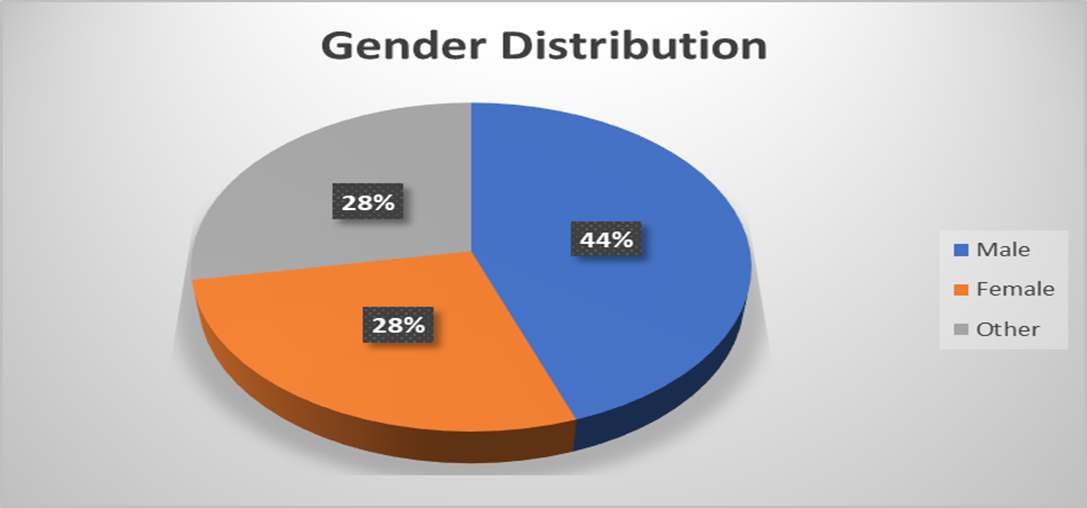 Gender Distribution
28%
44%
28%
Male
Female
Other